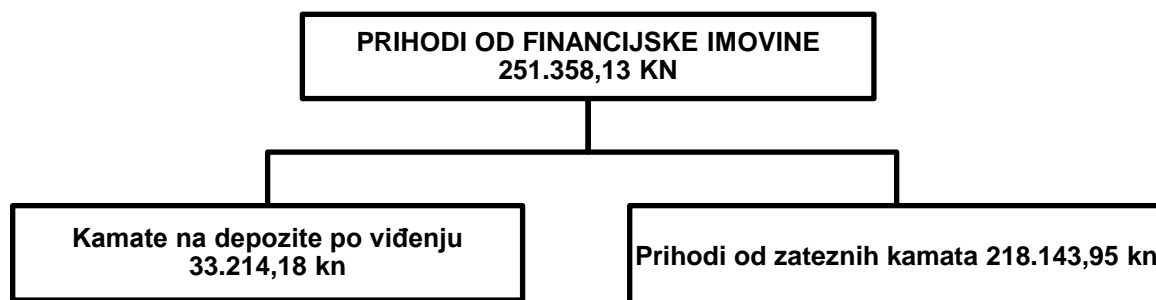 PRIHODI OD FINANCIJSKE IMOVINE
251.358,13 KN
Kamate na depozite po viđenju
33.214,18 kn
Prihodi od zateznih kamata 218.143,95 kn